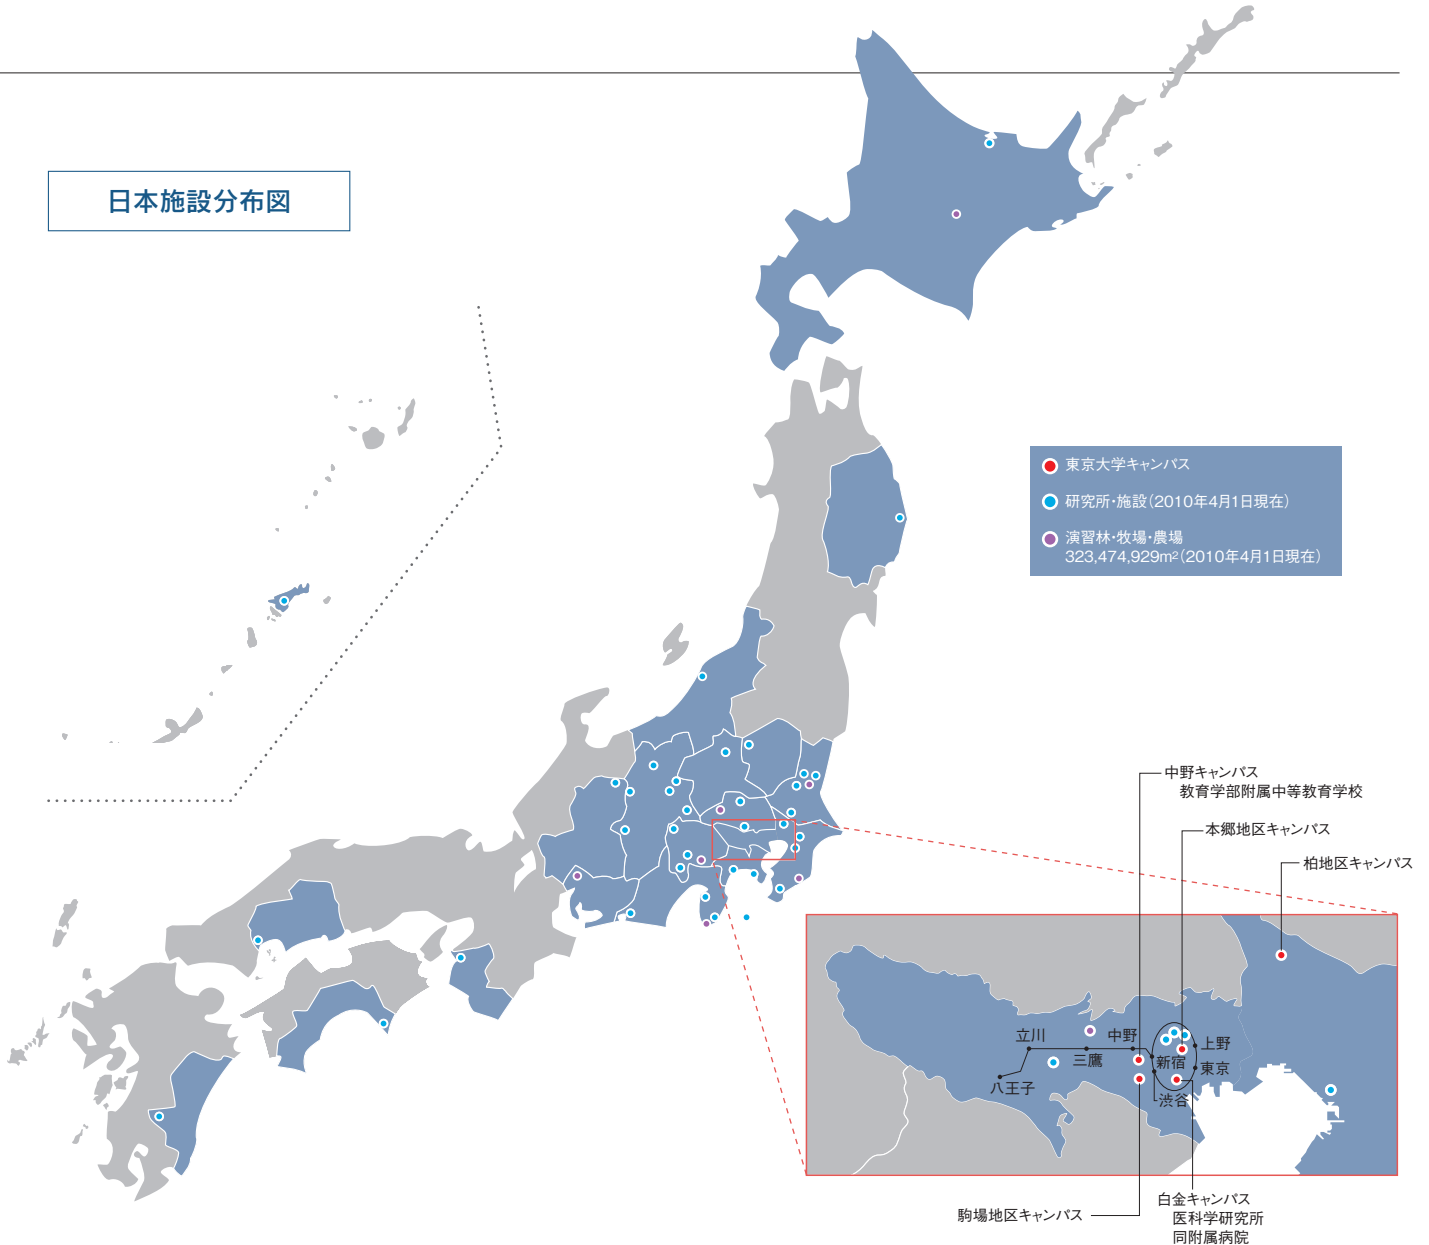 日本施設分布図
東京大学キャンパス
研究所・施設(2010年4月1日現在)
演習林・牧場・農場
323,474,929m²(2010年4月1日現在)
中野キャンパス
教育学部附属中等教育学校
本郷地区キャンパス
柏地区キャンパス
立川
中野
上野
三鷹
新宿
東京
八王子
渋谷
駒場地区キャンパス
白金キャンパス
医科学研究所
同附属病院